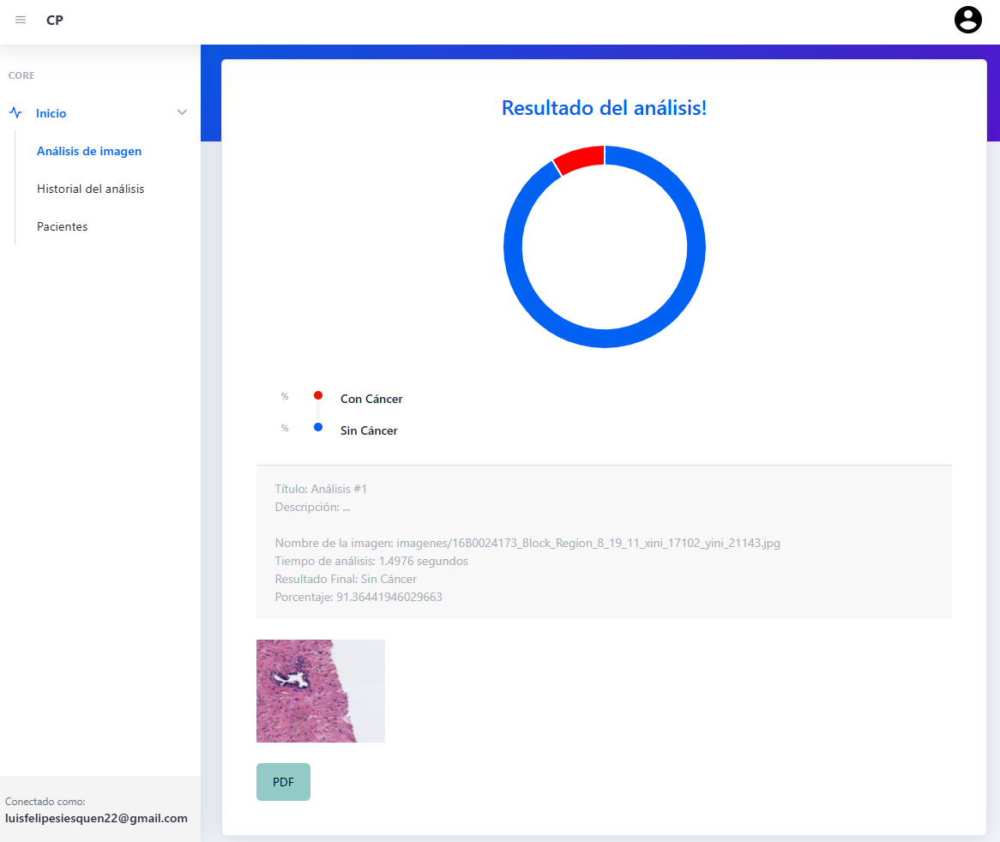 CP
CORE
Inicio
Análisis de imagen
Historial del análisis
Pacientes
Resultado del análisis!
% Con Cáncer
% Sin Cáncer
Título: Análisis #1
Descripción: ...
Nombre de la imagen: imagenes/16B0024173_Block_Region_8_19_11_xini_17102_yini_21143.jpg
Tiempo de análisis: 1.4976 segundos
Resultado Final: Sin Cáncer
Porcentaje: 91.36441946029663
PDF
Conectado como:
luisfelipesiesquen22@gmail.com